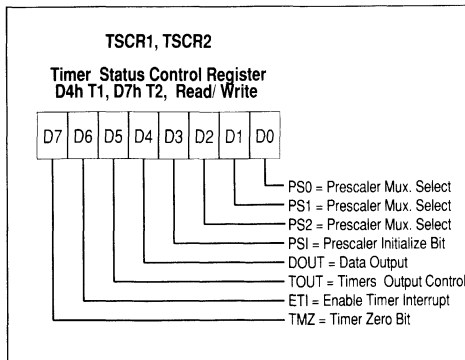 TSCR1, TSCR2
Timer Status Control Register
D4h T1, D7h T2, Read/ Write
D7 D6 D5 D4 D3 D2 D1 D0
PS0 = Prescaler Mux. Select
PS1 = Prescaler Mux. Select
PS2 = Prescaler Mux. Select
PSI = Prescaler Initialize Bit
DOUT = Data Output
TOUT = Timers Output Control
ETI = Enable Timer Interrupt
TMZ = Timer Zero Bit